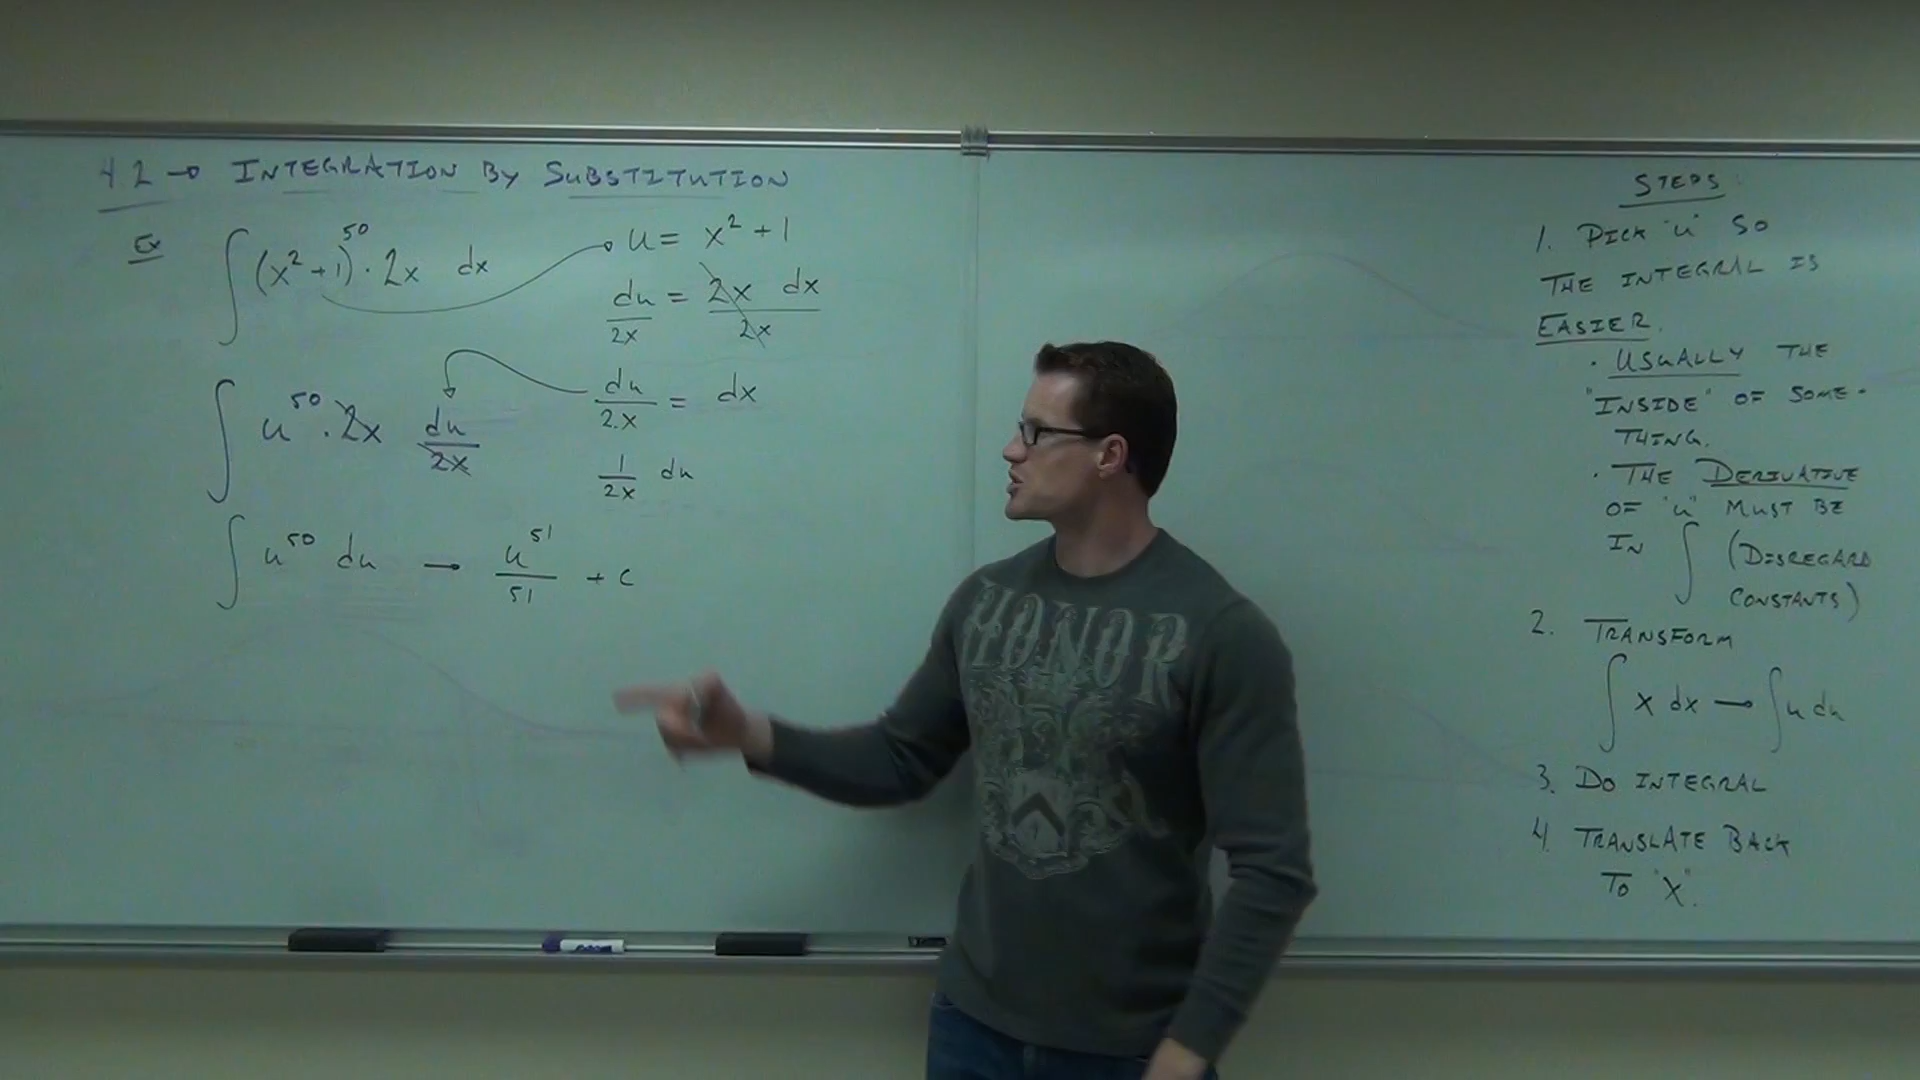 4.2 → INTEGRATION BY SUBSTITUTION
Ex ∫ (x² + 1)⁵⁰ · 2x dx
u = x² + 1
du/2x = 2x dx/2x
∫ u⁵⁰ · 2x du/2x
du/2x = dx
1/2x du
∫ u⁵⁰ du → u⁵¹/51 + c
HONOR
STEPS:
1. PICK "u" SO
THE INTEGRAL IS
EASIER.
· USUALLY THE
"INSIDE" OF SOME-
THING.
· THE DERIVATIVE
OF "u" MUST BE
IN ∫ (DISREGARD
CONSTANTS)
2. TRANSFORM
∫ x dx → ∫ u du
3. DO INTEGRAL
4. TRANSLATE BACK
TO "X".